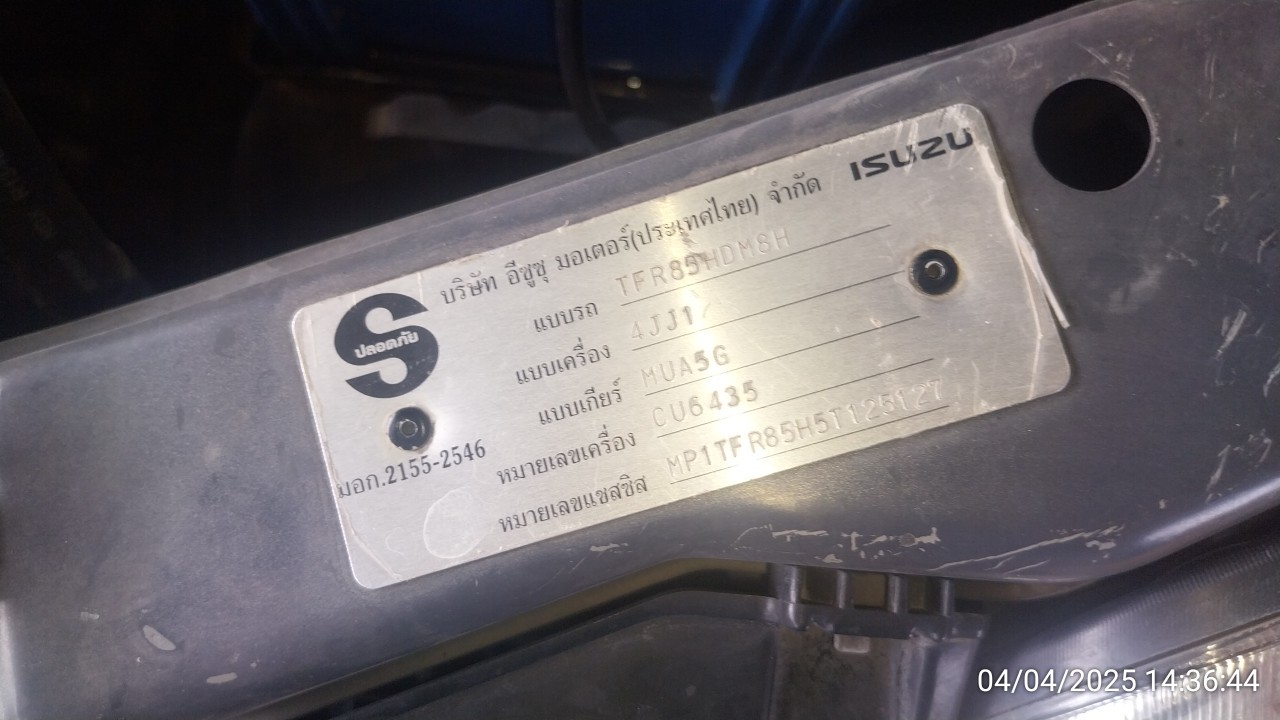 ISUZU
บริษัท อีซูซุ มอเตอร์(ประเทศไทย) จำกัด
แบบรถ TFR85HDM8H
แบบเครื่อง 4JJ1
แบบเกียร์ MUA5G
หมายเลขเครื่อง CU6435
หมายเลขแชสซิส MP1TFR85H5T125127
S
ปลอดภัย
มอก.2155-2546
04/04/2025 14:36:44